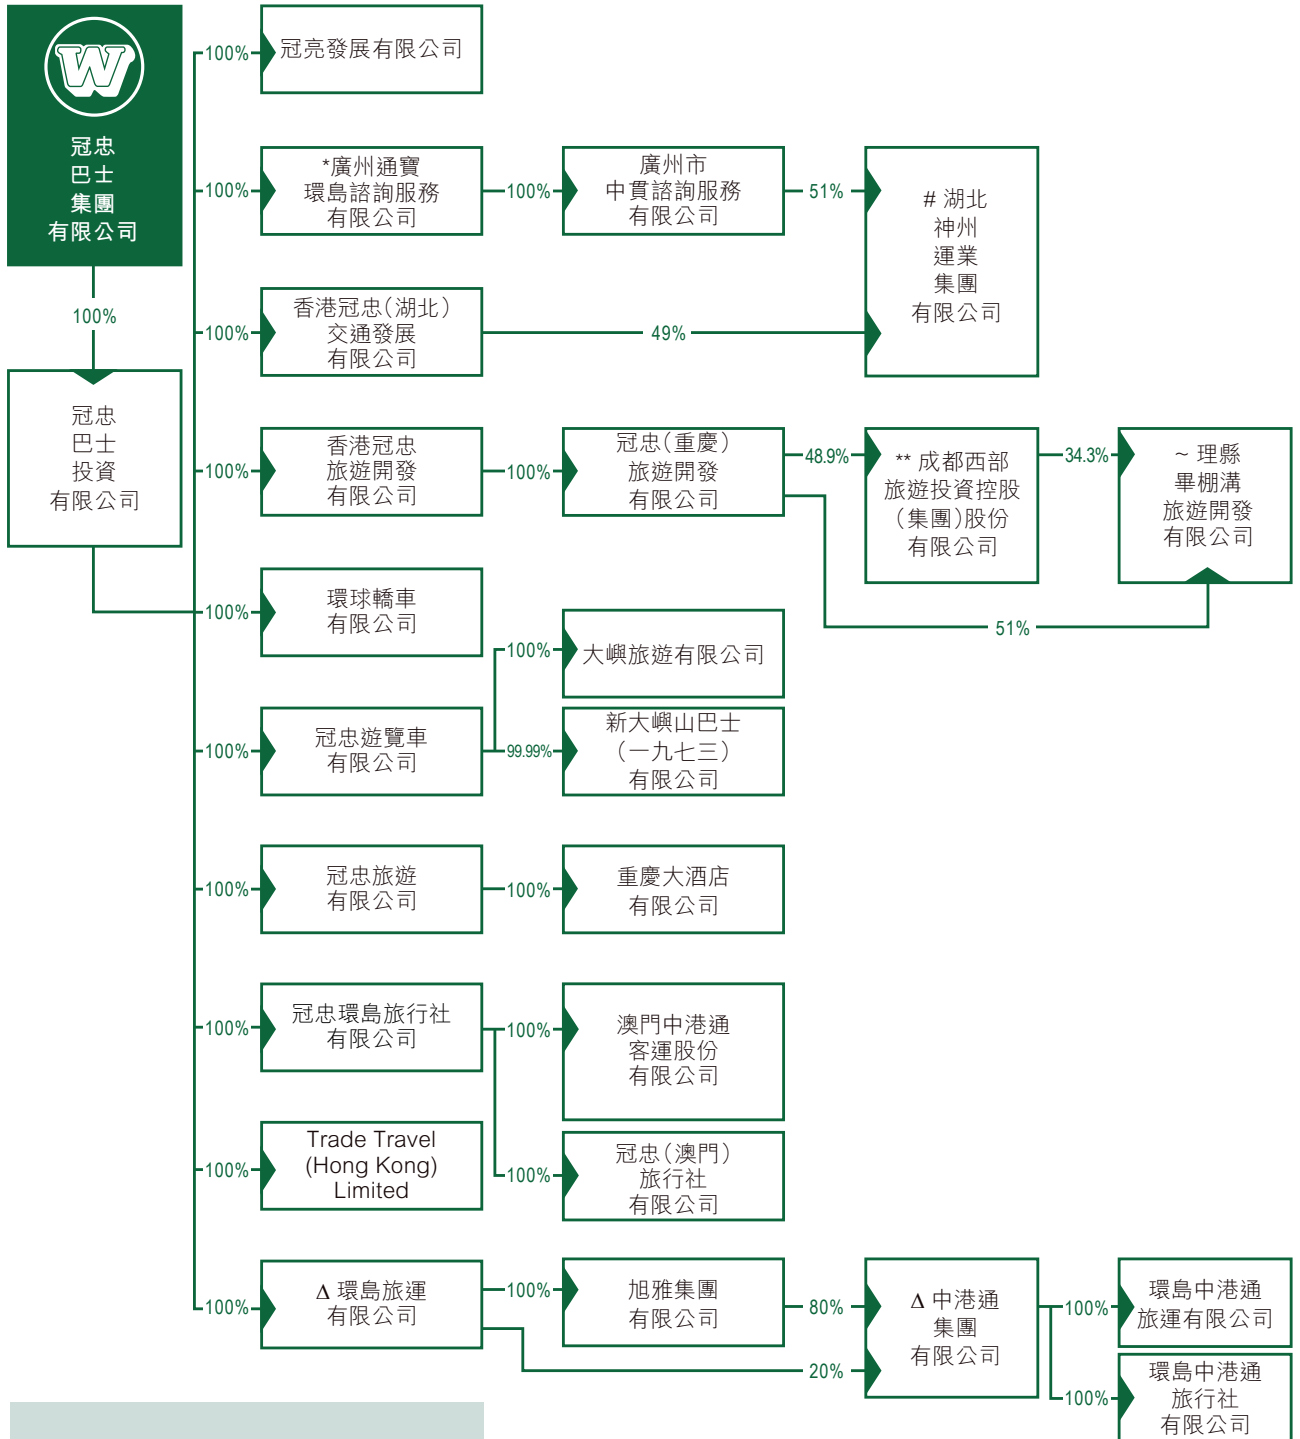 W
冠忠
巴士
集團
有限公司
100%
冠忠
巴士
投資
有限公司
100%
冠亮發展有限公司
100%
*廣州通寶
環島諮詢服務
有限公司
100%
廣州市
中貫諮詢服務
有限公司
51%
# 湖北
神州
運業
集團
有限公司
100%
香港冠忠(湖北)
交通發展
有限公司
49%
100%
香港冠忠
旅遊開發
有限公司
100%
冠忠(重慶)
旅遊開發
有限公司
48.9%
** 成都西部
旅遊投資控股
(集團)股份
有限公司
34.3%
~ 理縣
畢棚溝
旅遊開發
有限公司
51%
100%
環球轎車
有限公司
100%
冠忠遊覽車
有限公司
100%
大嶼旅遊有限公司
99.99%
新大嶼山巴士
(一九七三)
有限公司
100%
冠忠旅遊
有限公司
100%
重慶大酒店
有限公司
100%
冠忠環島旅行社
有限公司
100%
澳門中港通
客運股份
有限公司
100%
冠忠(澳門)
旅行社
有限公司
100%
Trade Travel
(Hong Kong)
Limited
100%
Δ 環島旅運
有限公司
100%
旭雅集團
有限公司
80%
20%
Δ 中港通
集團
有限公司
100%
環島中港通
旅運有限公司
100%
環島中港通
旅行社
有限公司